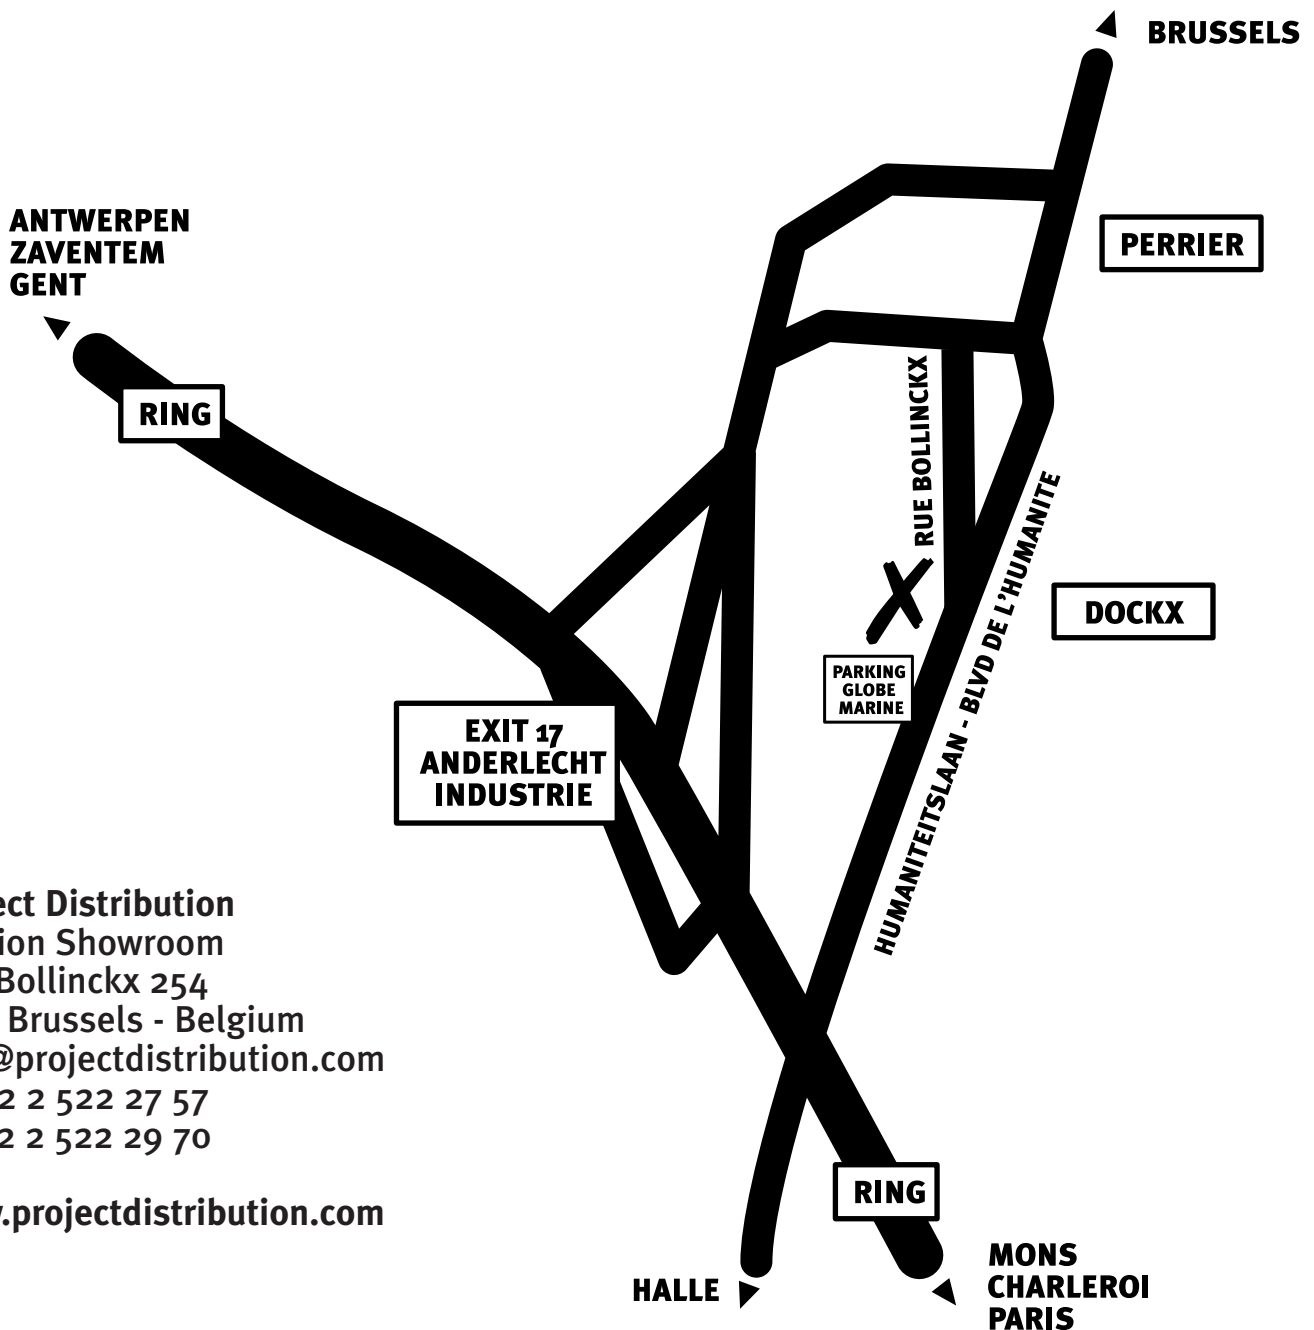 BRUSSELS
ANTWERPEN
ZAVENTEM
GENT
PERRIER
RING
RUE BOLLINCKX
HUMANITEITSLAAN - BLVD DE L'HUMANITE
DOCKX
PARKING
GLOBE
MARINE
EXIT 17
ANDERLECHT
INDUSTRIE
ect Distribution
ion Showroom
Bollinckx 254
Brussels - Belgium
@projectdistribution.com
2 2 522 27 57
2 2 522 29 70
.projectdistribution.com
RING
HALLE
MONS
CHARLEROI
PARIS